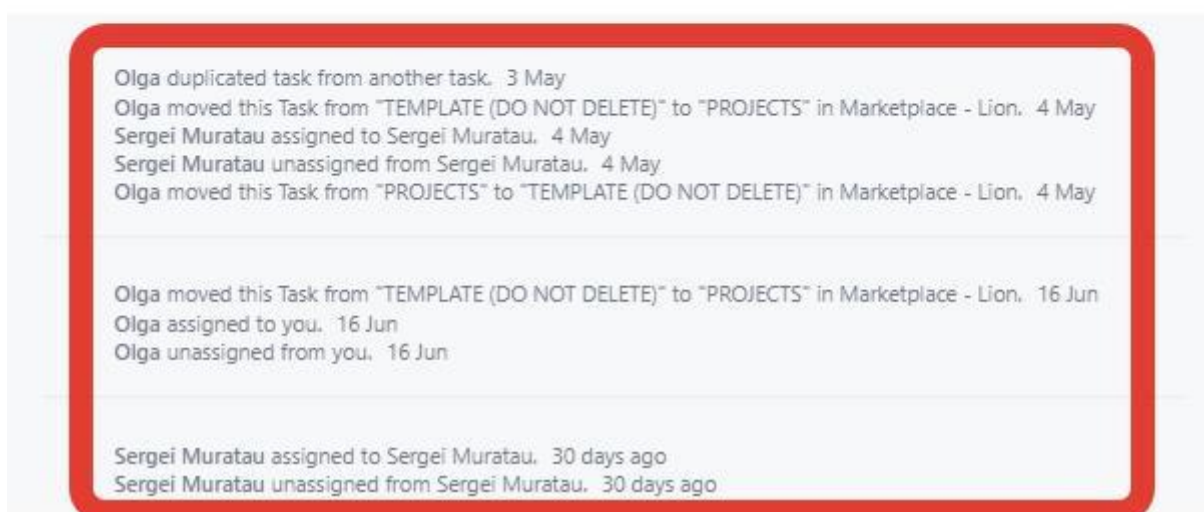 Olga duplicated task from another task. 3 May
Olga moved this Task from "TEMPLATE (DO NOT DELETE)" to "PROJECTS" in Marketplace - Lion. 4 May
Sergei Muratau assigned to Sergei Muratau. 4 May
Sergei Muratau unassigned from Sergei Muratau. 4 May
Olga moved this Task from "PROJECTS" to "TEMPLATE (DO NOT DELETE)" in Marketplace - Lion. 4 May
Olga moved this Task from "TEMPLATE (DO NOT DELETE)" to "PROJECTS" in Marketplace - Lion. 16 Jun
Olga assigned to you. 16 Jun
Olga unassigned from you. 16 Jun
Sergei Muratau assigned to Sergei Muratau. 30 days ago
Sergei Muratau unassigned from Sergei Muratau. 30 days ago